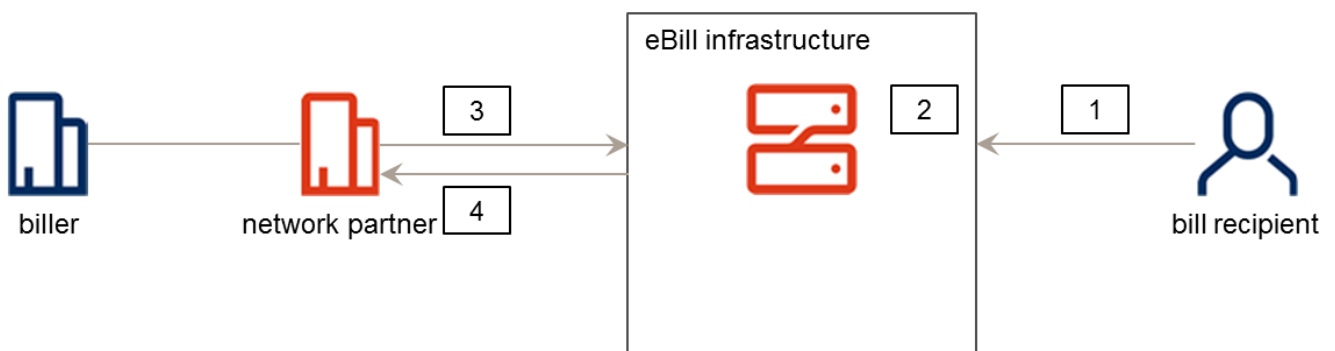 eBill infrastructure
3
2
1
biller
network partner
4
bill recipient